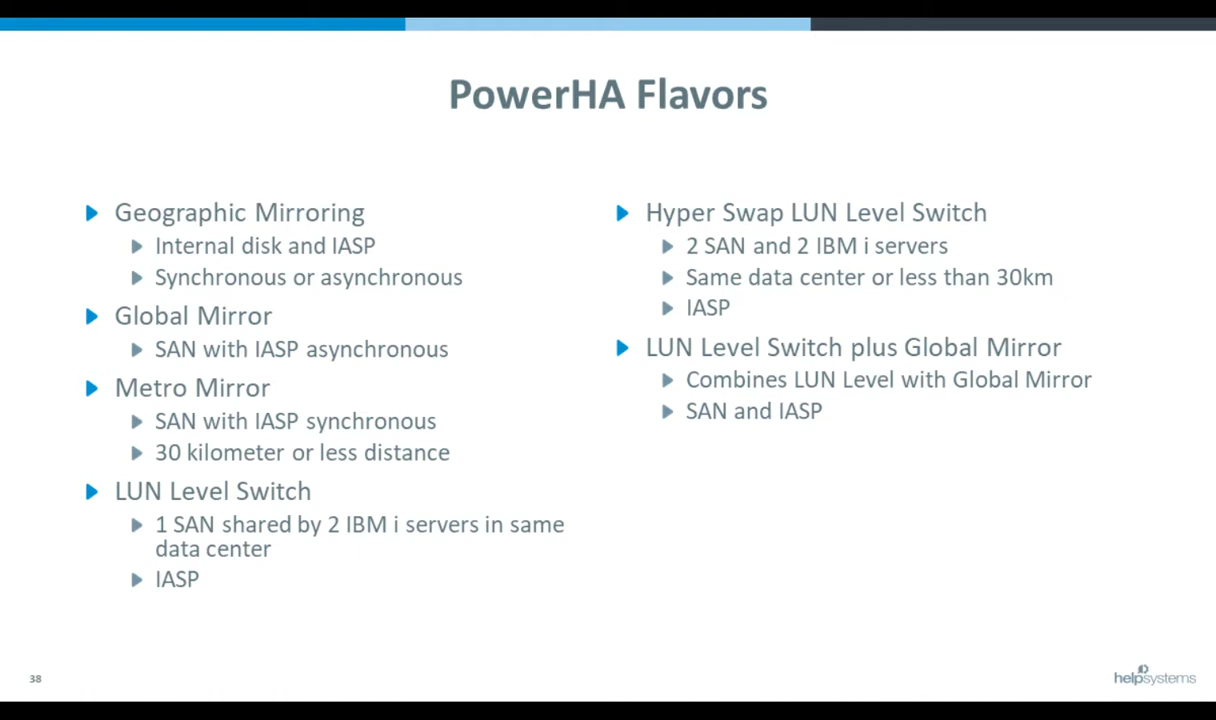 PowerHA Flavors
Geographic Mirroring
Internal disk and IASP
Synchronous or asynchronous
Global Mirror
SAN with IASP asynchronous
Metro Mirror
SAN with IASP synchronous
30 kilometer or less distance
LUN Level Switch
1 SAN shared by 2 IBM i servers in same
data center
IASP
Hyper Swap LUN Level Switch
2 SAN and 2 IBM i servers
Same data center or less than 30km
IASP
LUN Level Switch plus Global Mirror
Combines LUN Level with Global Mirror
SAN and IASP
38
helpsystems